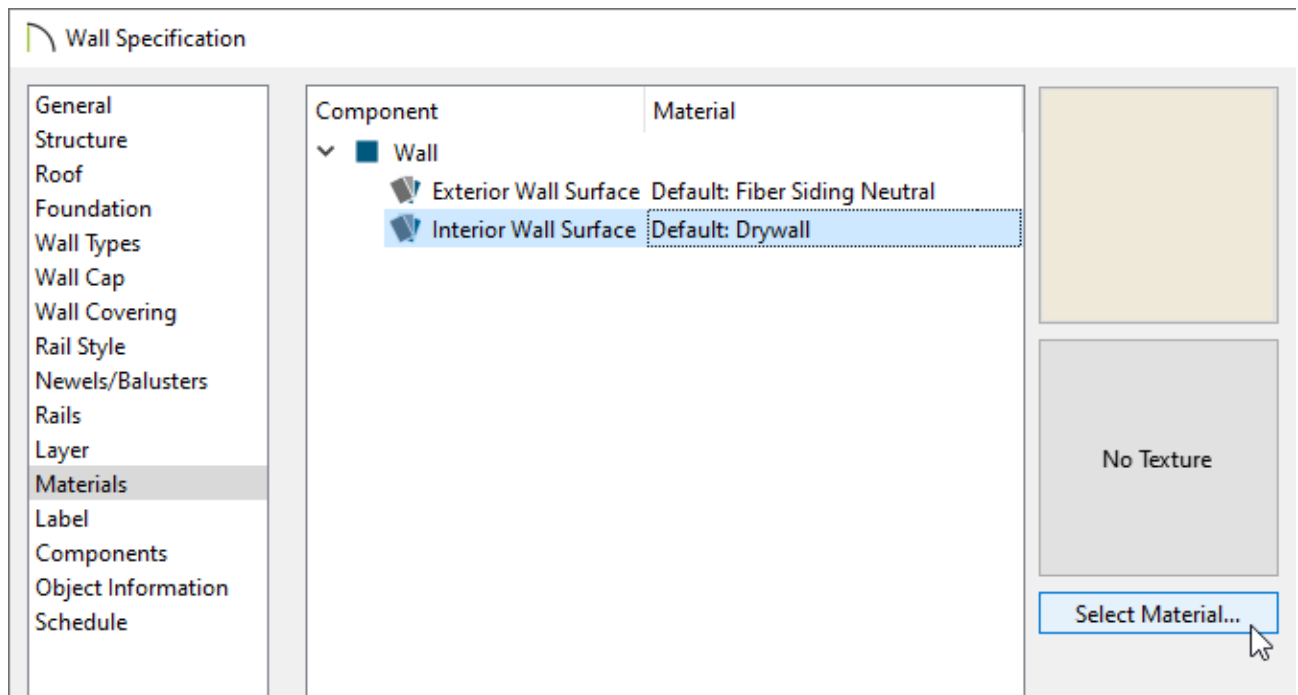 Wall Specification
General
Structure
Roof
Foundation
Wall Types
Wall Cap
Wall Covering
Rail Style
Newels/Balusters
Rails
Layer
Materials
Label
Components
Object Information
Schedule
Component Material
Wall
Exterior Wall Surface Default: Fiber Siding Neutral
Interior Wall Surface Default: Drywall
No Texture
Select Material...